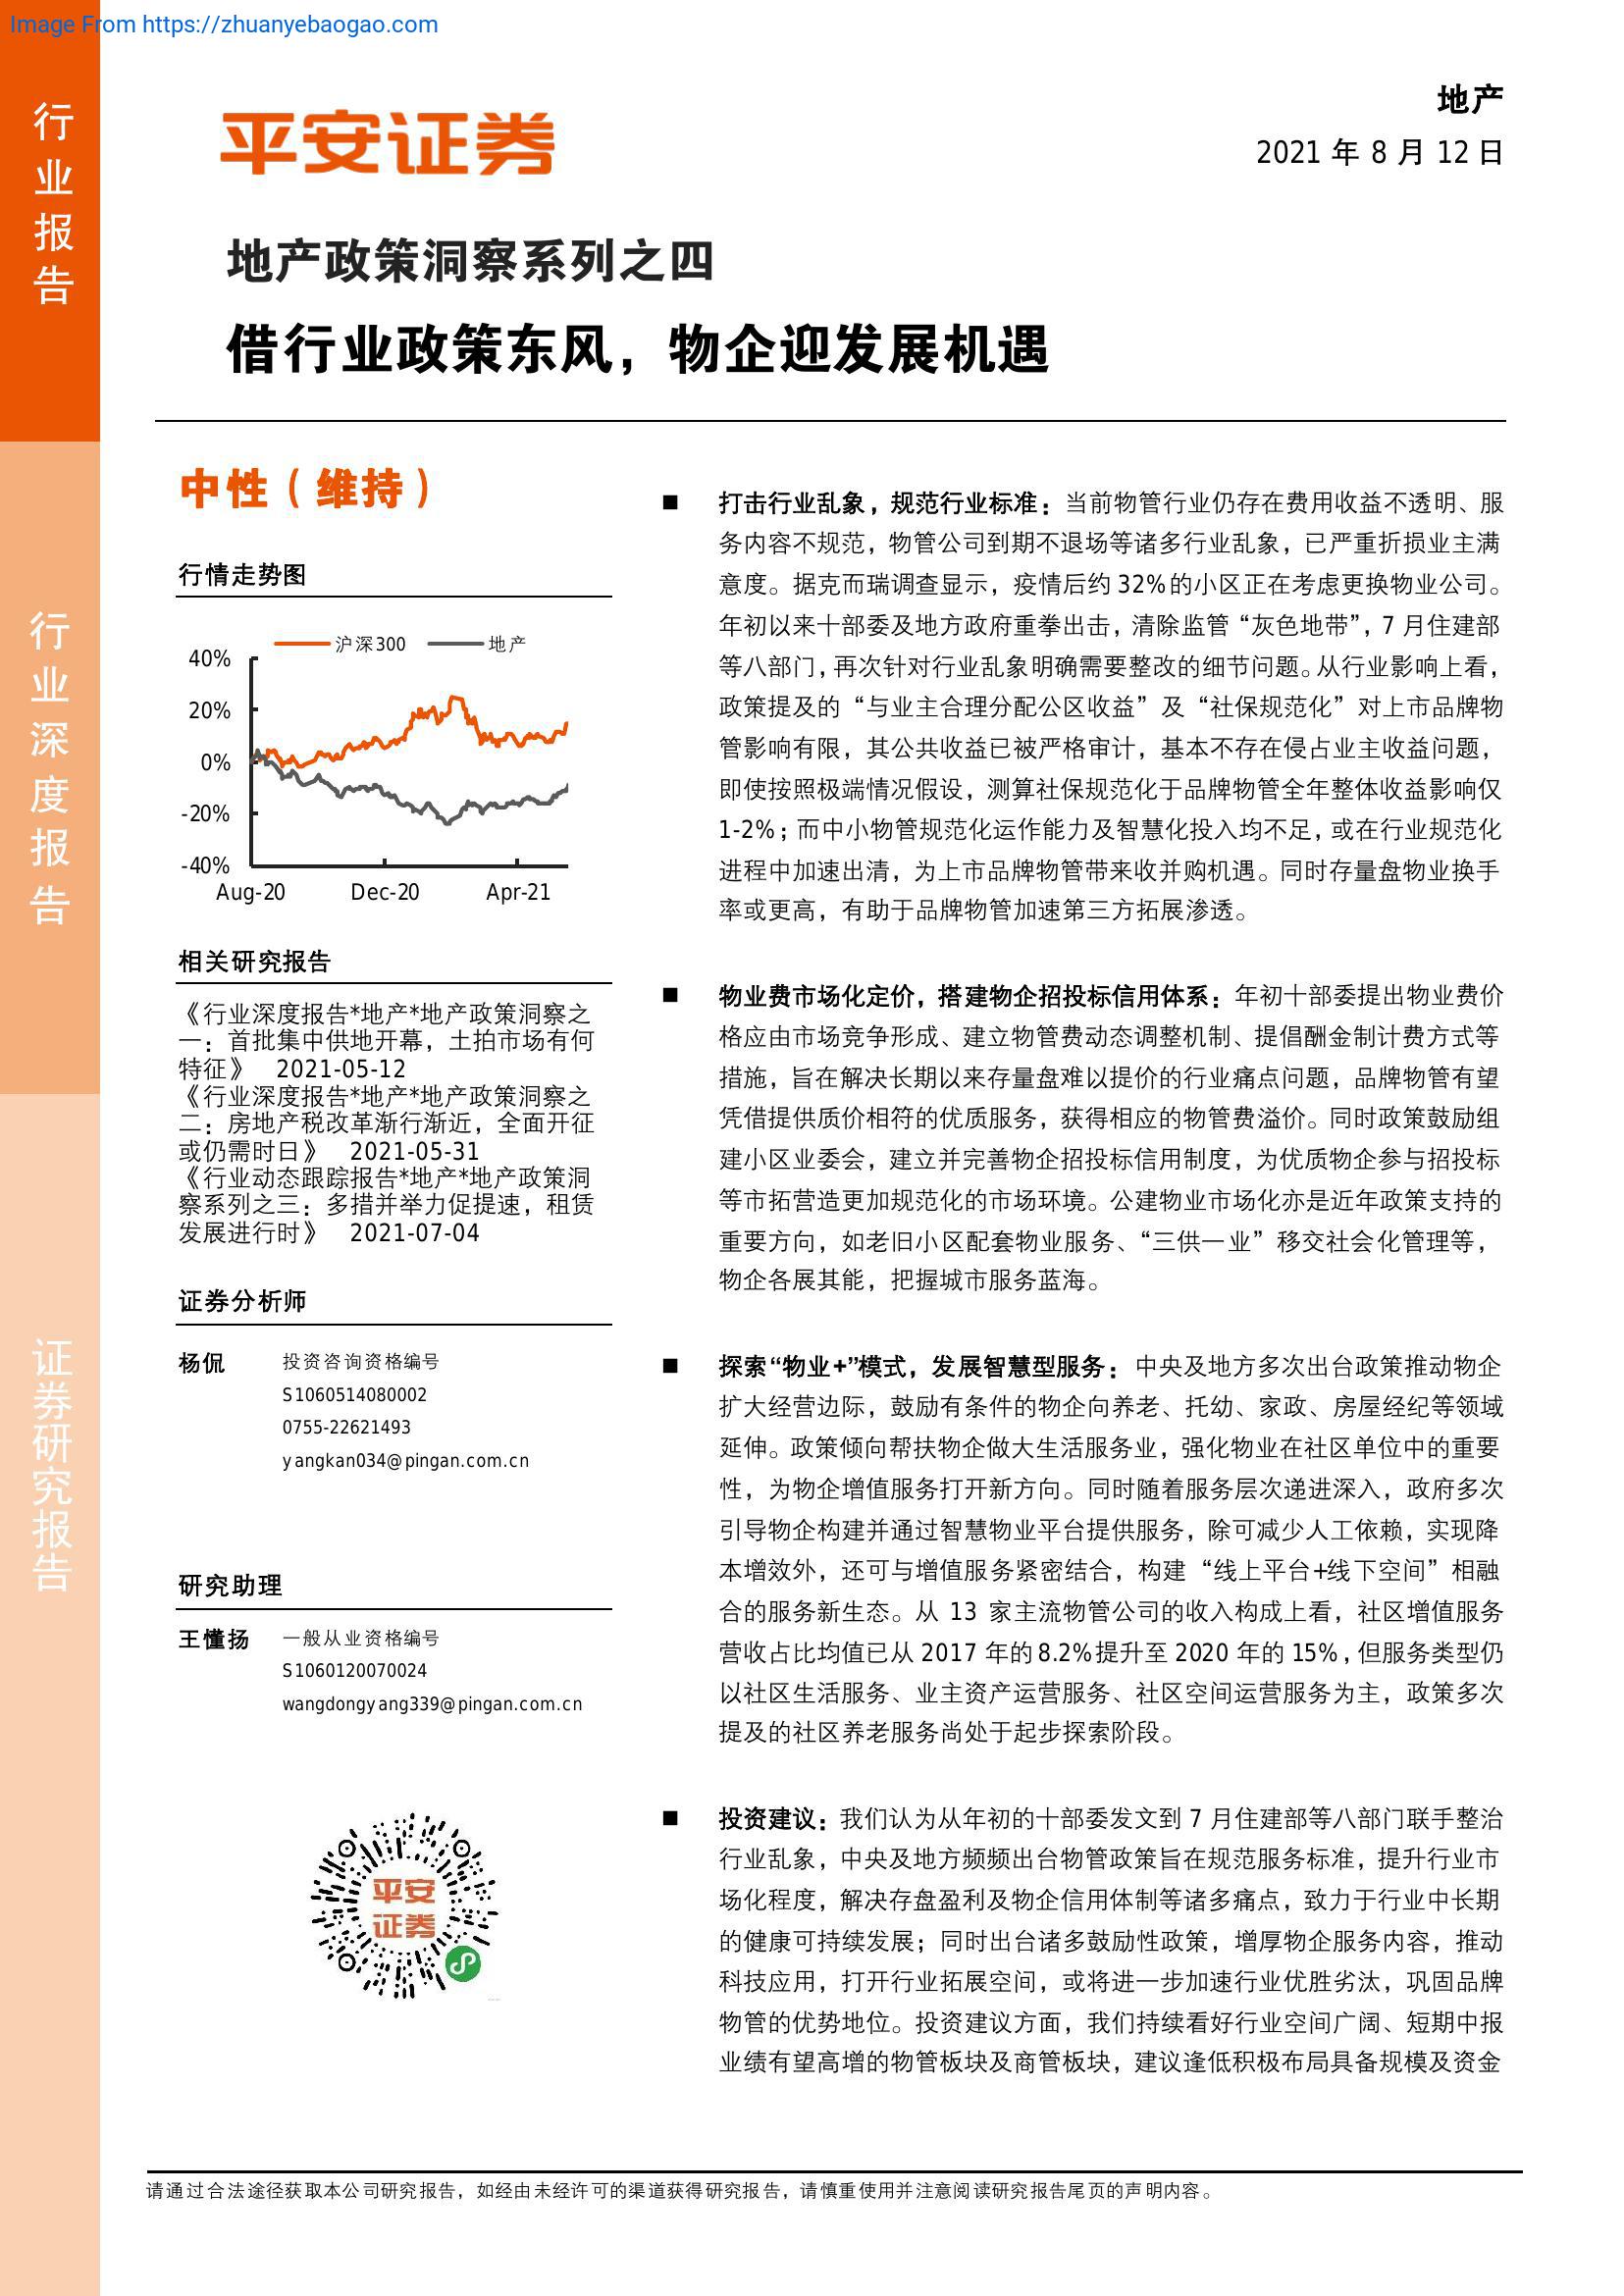 Image From https://zhuanyebaogao.com
行业报告
行业深度报告
证券研究报告
平安证券
地产
2021 年 8 月 12 日
地产政策洞察系列之四
借行业政策东风，物企迎发展机遇
中性（维持）
行情走势图
沪深300 地产
40%
20%
0%
-20%
-40%
Aug-20 Dec-20 Apr-21
相关研究报告
《行业深度报告*地产*地产政策洞察之
一：首批集中供地开幕，土拍市场有何
特征》 2021-05-12
《行业深度报告*地产*地产政策洞察之
二：房地产税改革渐行渐近，全面开征
或仍需时日》 2021-05-31
《行业动态跟踪报告*地产*地产政策洞
察系列之三：多措并举力促提速，租赁
发展进行时》 2021-07-04
证券分析师
杨侃 投资咨询资格编号
S1060514080002
0755-22621493
yangkan034@pingan.com.cn
研究助理
王懂扬 一般从业资格编号
S1060120070024
wangdongyang339@pingan.com.cn
平安
证券
■ 打击行业乱象，规范行业标准：当前物管行业仍存在费用收益不透明、服
务内容不规范，物管公司到期不退场等诸多行业乱象，已严重折损业主满
意度。据克而瑞调查显示，疫情后约 32%的小区正在考虑更换物业公司。
年初以来十部委及地方政府重拳出击，清除监管“灰色地带”，7 月住建部
等八部门，再次针对行业乱象明确需要整改的细节问题。从行业影响上看，
政策提及的“与业主合理分配公区收益”及“社保规范化”对上市品牌物
管影响有限，其公共收益已被严格审计，基本不存在侵占业主收益问题，
即使按照极端情况假设，测算社保规范化于品牌物管全年整体收益影响仅
1-2%；而中小物管规范化运作能力及智慧化投入均不足，或在行业规范化
进程中加速出清，为上市品牌物管带来收并购机遇。同时存量盘物业换手
率或更高，有助于品牌物管加速第三方拓展渗透。
■ 物业费市场化定价，搭建物企招投标信用体系：年初十部委提出物业费价
格应由市场竞争形成、建立物管费动态调整机制、提倡酬金制计费方式等
措施，旨在解决长期以来存量盘难以提价的行业痛点问题，品牌物管有望
凭借提供质价相符的优质服务，获得相应的物管费溢价。同时政策鼓励组
建小区业委会，建立并完善物企招投标信用制度，为优质物企参与招投标
等市拓营造更加规范化的市场环境。公建物业市场化亦是近年政策支持的
重要方向，如老旧小区配套物业服务、“三供一业”移交社会化管理等，
物企各展其能，把握城市服务蓝海。
■ 探索“物业+”模式，发展智慧型服务：中央及地方多次出台政策推动物企
扩大经营边际，鼓励有条件的物企向养老、托幼、家政、房屋经纪等领域
延伸。政策倾向帮扶物企做大生活服务业，强化物业在社区单位中的重要
性，为物企增值服务打开新方向。同时随着服务层次递进深入，政府多次
引导物企构建并通过智慧物业平台提供服务，除可减少人工依赖，实现降
本增效外，还可与增值服务紧密结合，构建“线上平台+线下空间”相融
合的服务新生态。从 13 家主流物管公司的收入构成上看，社区增值服务
营收占比均值已从 2017 年的 8.2%提升至 2020 年的 15%，但服务类型仍
以社区生活服务、业主资产运营服务、社区空间运营服务为主，政策多次
提及的社区养老服务尚处于起步探索阶段。
■ 投资建议：我们认为从年初的十部委发文到 7 月住建部等八部门联手整治
行业乱象，中央及地方频频出台物管政策旨在规范服务标准，提升行业市
场化程度，解决存盘盈利及物企信用体制等诸多痛点，致力于行业中长期
的健康可持续发展；同时出台诸多鼓励性政策，增厚物企服务内容，推动
科技应用，打开行业拓展空间，或将进一步加速行业优胜劣汰，巩固品牌
物管的优势地位。投资建议方面，我们持续看好行业空间广阔、短期中报
业绩有望高增的物管板块及商管板块，建议逢低积极布局具备规模及资金
请通过合法途径获取本公司研究报告，如经由未经许可的渠道获得研究报告，请慎重使用并注意阅读研究报告尾页的声明内容。